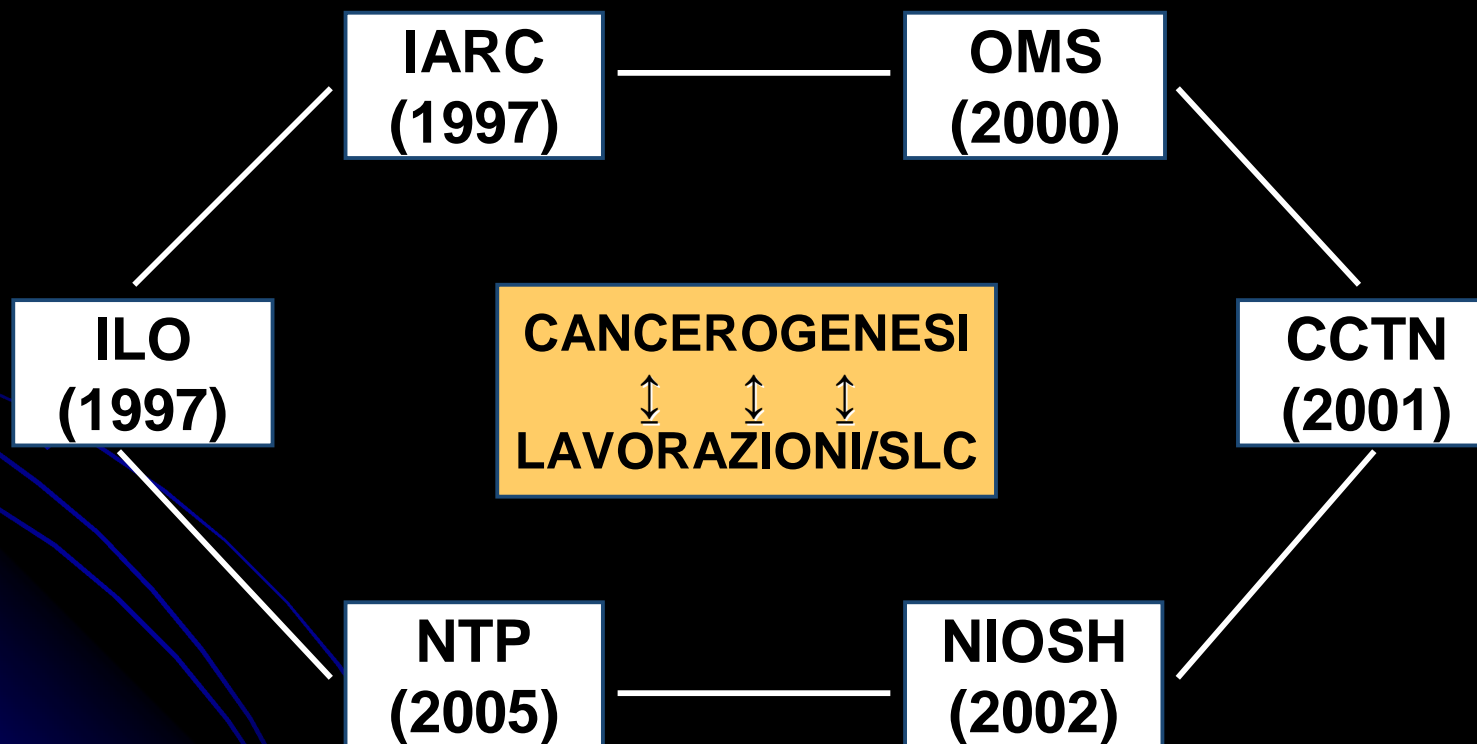 IARC
(1997)
OMS
(2000)
ILO
(1997)
CANCEROGENESI
↕ ↕ ↕
LAVORAZIONI/SLC
CCTN
(2001)
NTP
(2005)
NIOSH
(2002)